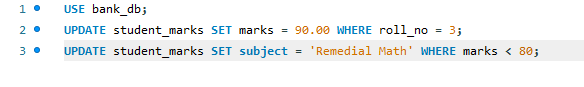 1 USE bank_db;
2 UPDATE student_marks SET marks = 90.00 WHERE roll_no = 3;
3 UPDATE student_marks SET subject = 'Remedial Math' WHERE marks < 80;